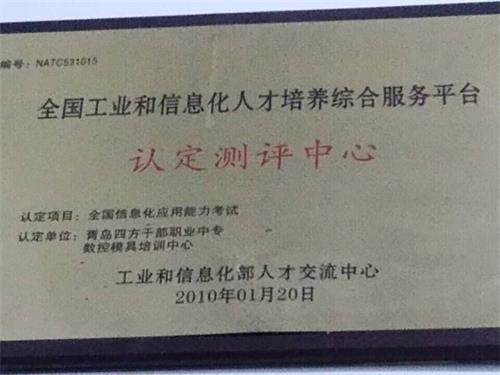 编号：NATC531015
全国工业和信息化人才培养综合服务平台
认定测评中心
认定项目：全国信息化应用能力考试
认定单位：青岛四方千部职业中专
数控模具培训中心
工业和信息化部人才交流中心
2010年01月20日